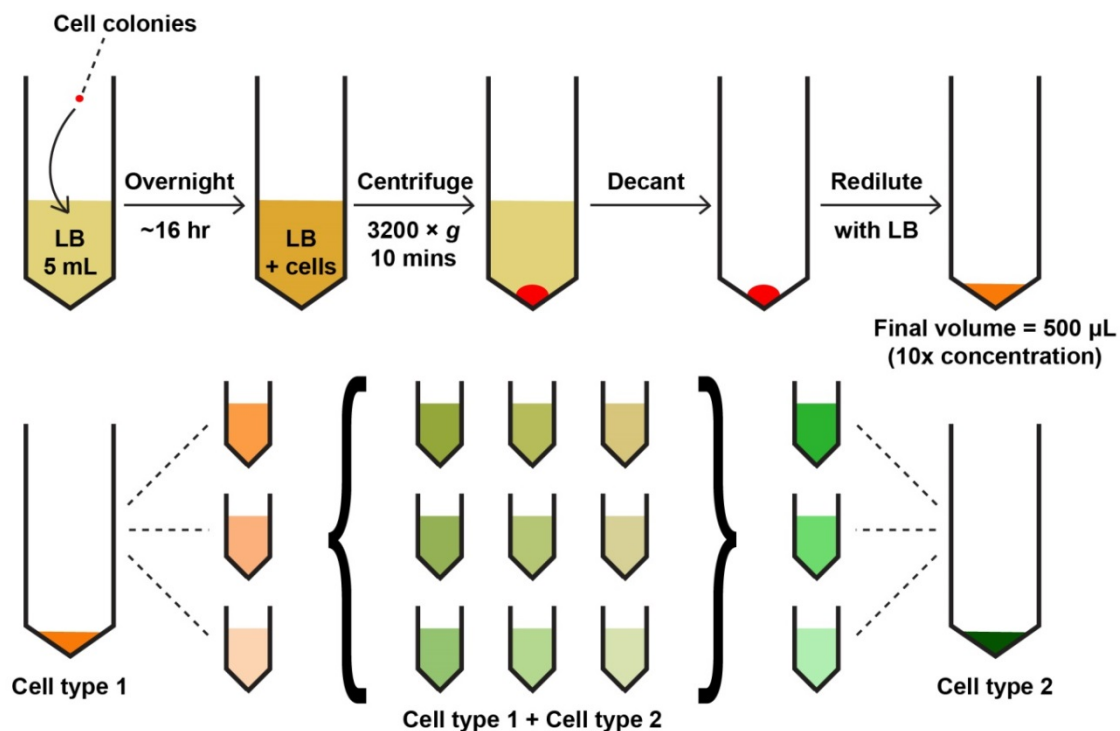 Cell colonies
LB
5 mL
Overnight
~16 hr
LB
+ cells
Centrifuge
3200 × g
10 mins
Decant
Redilute
with LB
Final volume = 500 µL
(10x concentration)
Cell type 1
Cell type 1 + Cell type 2
Cell type 2